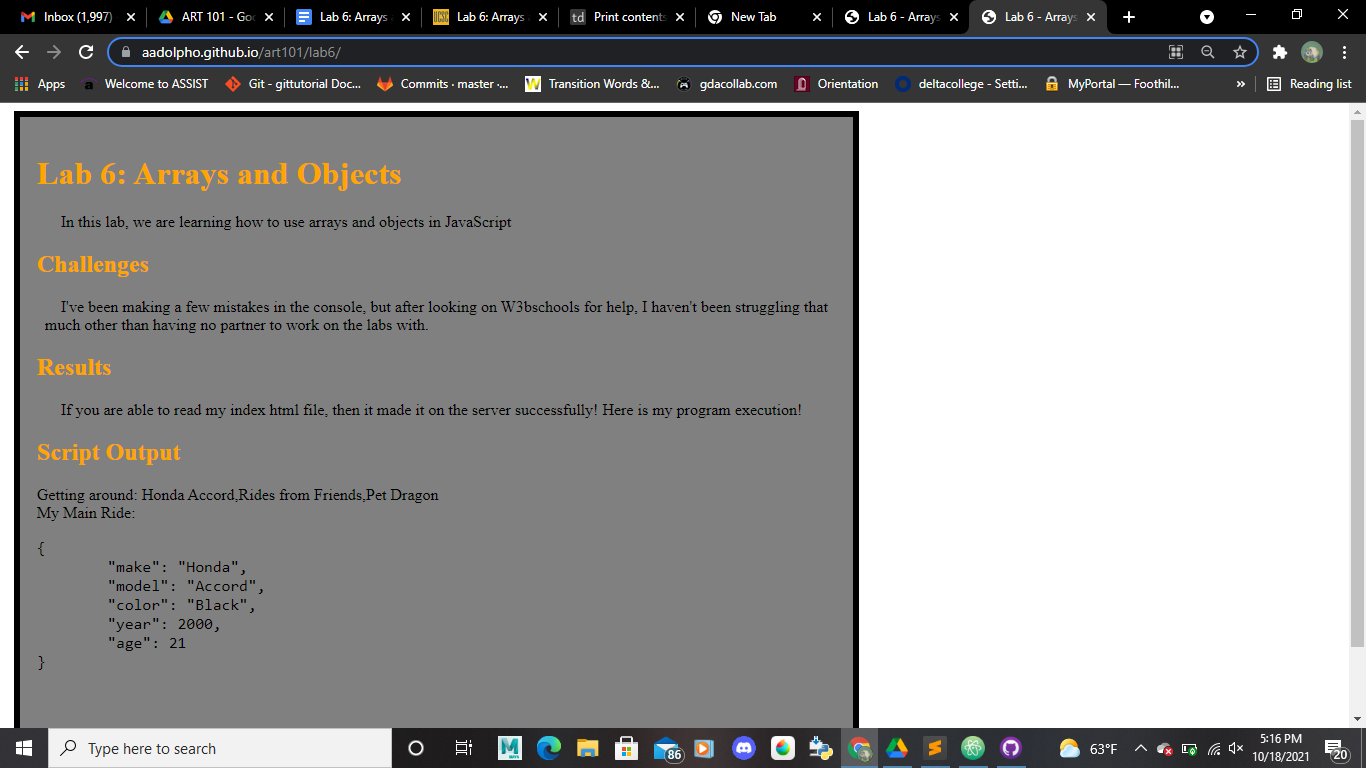 Inbox (1,997)
ART 101 - Goo
Lab 6: Arrays
Lab 6: Arrays
Print contents
New Tab
Lab 6 - Arrays
Lab 6 - Arrays
aadolpho.github.io/art101/lab6/
Apps
Welcome to ASSIST
Git - gittutorial Doc...
Commits · master ·...
Transition Words &...
gdacollab.com
Orientation
deltacollege - Setti...
MyPortal — Foothil...
»
Reading list
Lab 6: Arrays and Objects
In this lab, we are learning how to use arrays and objects in JavaScript
Challenges
I've been making a few mistakes in the console, but after looking on W3bschools for help, I haven't been struggling that
much other than having no partner to work on the labs with.
Results
If you are able to read my index html file, then it made it on the server successfully! Here is my program execution!
Script Output
Getting around: Honda Accord,Rides from Friends,Pet Dragon
My Main Ride:
{
"make": "Honda",
"model": "Accord",
"color": "Black",
"year": 2000,
"age": 21
}
Type here to search
86
63°F
5:16 PM
10/18/2021
20